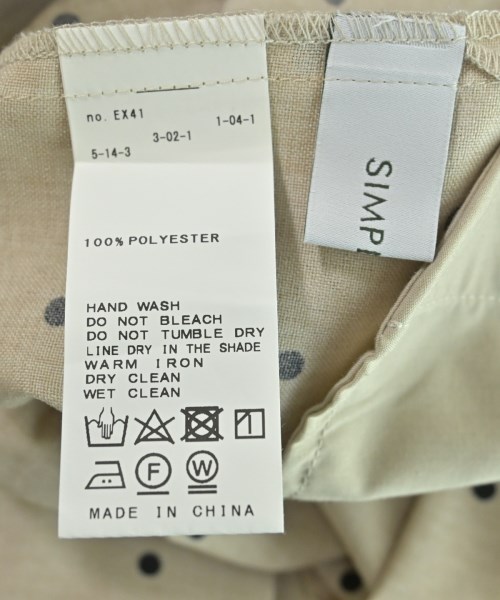 no. EX41
1-04-1
3-02-1
5-14-3
100% POLYESTER
HAND WASH
DO NOT BLEACH
DO NOT TUMBLE DRY
LINE DRY IN THE SHADE
WARM IRON
DRY CLEAN
WET CLEAN
F W
MADE IN CHINA
SIMPL